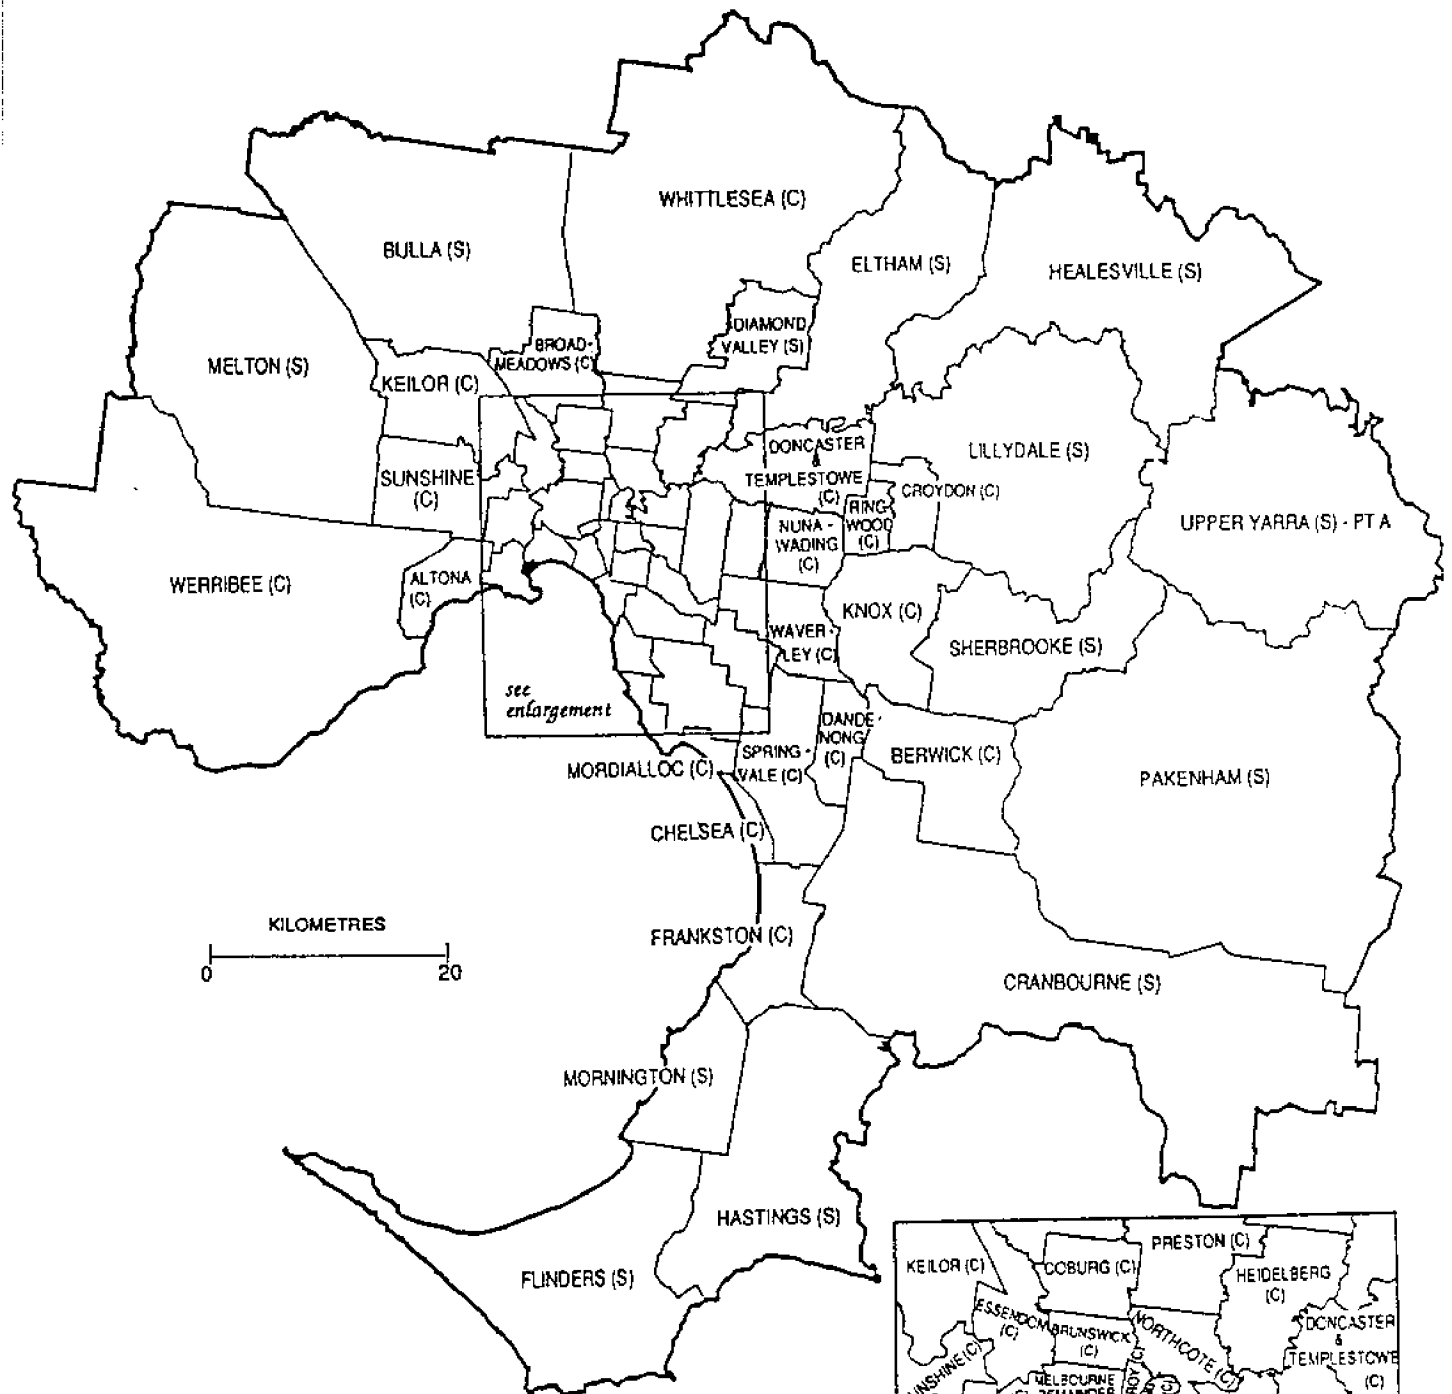 WHITTLESEA (C)
BULLA (S)
ELTHAM (S)
HEALESVILLE (S)
DIAMOND
VALLEY (S)
BROAD-
MEADOWS (C)
MELTON (S)
KEILOR (C)
DONCASTER
&
TEMPLESTOWE
(C)
LILLYDALE (S)
SUNSHINE
(C)
CROYDON (C)
RING-
WOOD
(C)
NUNA-
WADING
(C)
UPPER YARRA (S) - PT A
WERRIBEE (C)
ALTONA
(C)
KNOX (C)
WAVER-
LEY (C)
SHERBROOKE (S)
see
enlargement
DANDE-
NONG
(C)
SPRING-
VALE (C)
BERWICK (C)
MORDIALLOC (C)
PAKENHAM (S)
CHELSEA (C)
KILOMETRES
0 20
FRANKSTON (C)
CRANBOURNE (S)
MORNINGTON (S)
HASTINGS (S)
FLINDERS (S)
PRESTON (C)
KEILOR (C)
COBURG (C)
HEIDELBERG
(C)
ESSENDON
(C)
BRUNSWICK
(C)
NORTHCOTE (C)
DONCASTER
&
TEMPLESTOWE
(C)
NSHINE (C)
MELBOURNE